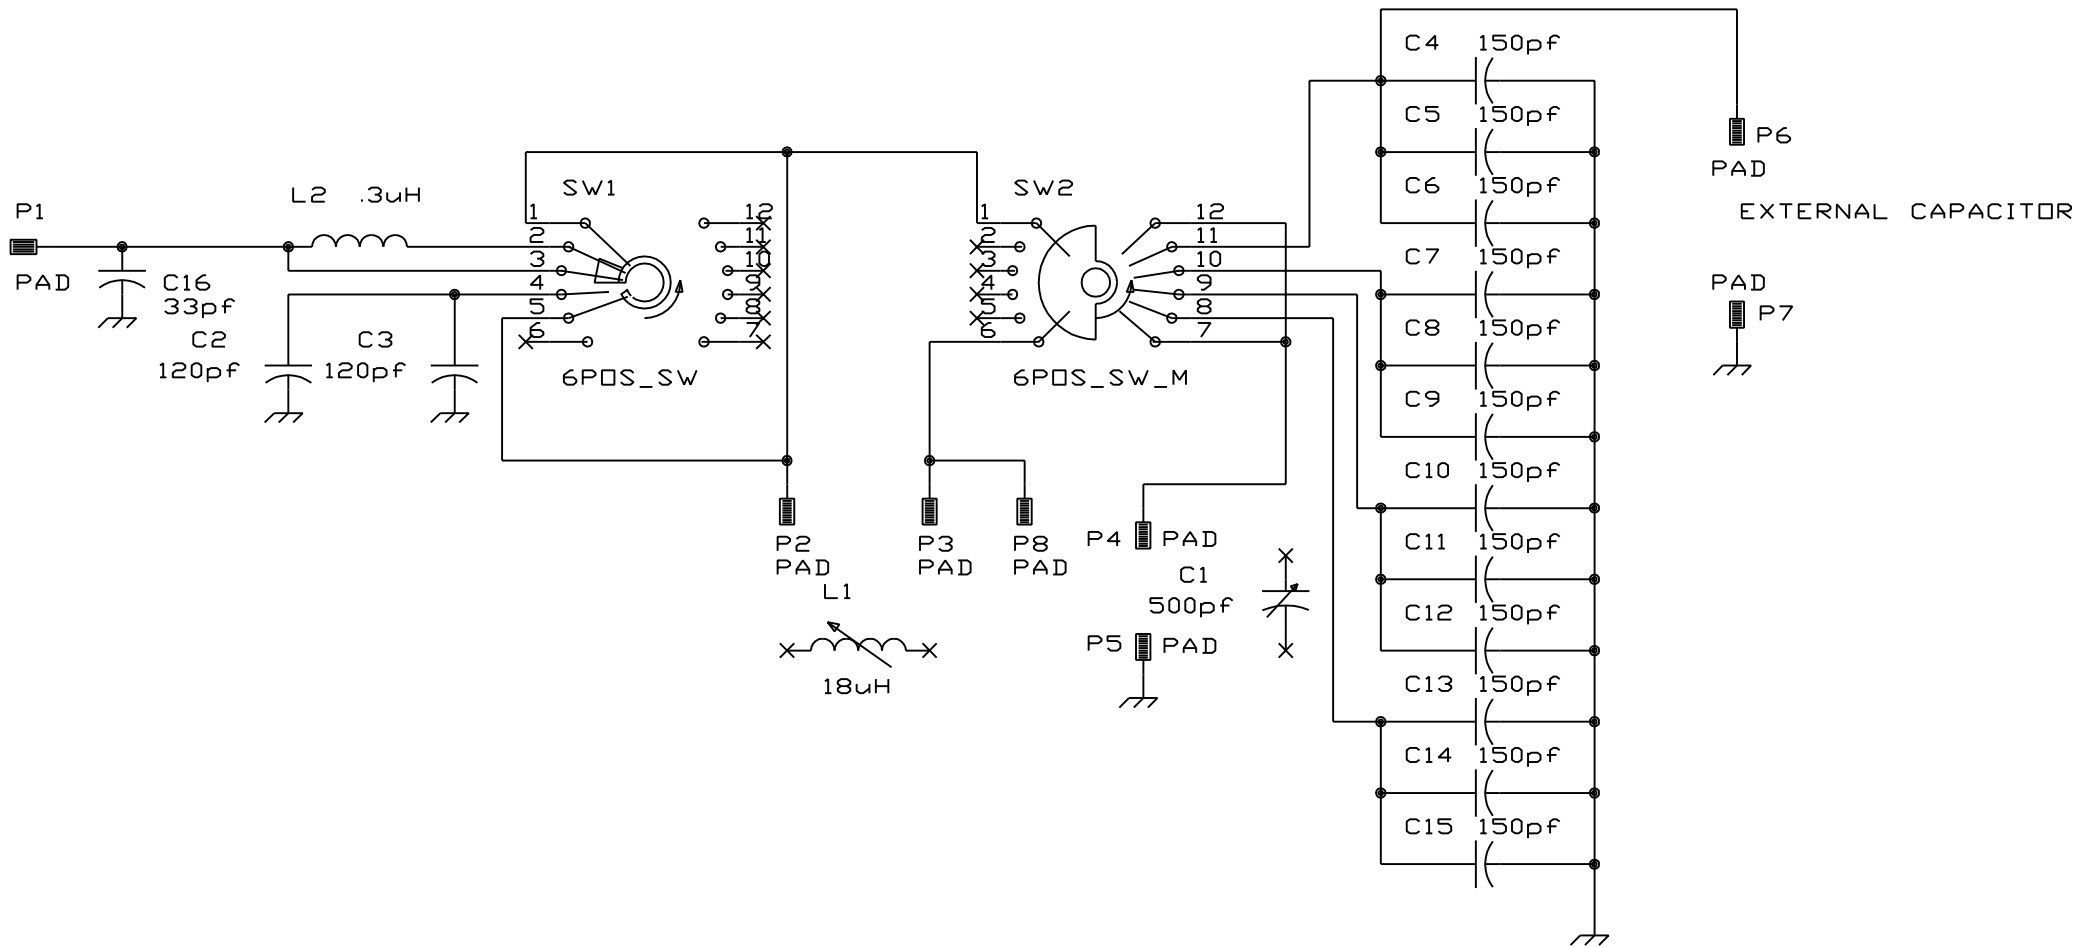 P1
PAD
C16
33pf
L2 .3uH
C2
120pf
C3
120pf
SW1
1
2
3
4
5
6
12
11
10
9
8
7
6POS_SW
SW2
1
2
3
4
5
6
12
11
10
9
8
7
6POS_SW_M
P2
PAD
P3
PAD
P8
PAD
L1
18uH
P4 PAD
C1
500pf
P5 PAD
C4 150pf
C5 150pf
C6 150pf
C7 150pf
C8 150pf
C9 150pf
C10 150pf
C11 150pf
C12 150pf
C13 150pf
C14 150pf
C15 150pf
P6
PAD
EXTERNAL CAPACITOR
PAD
P7